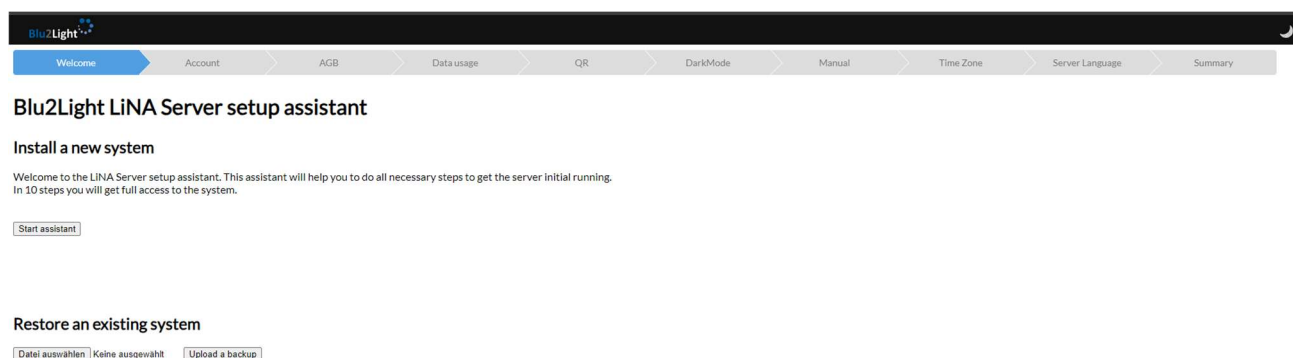 Blu2Light
Welcome Account AGB Data usage QR DarkMode Manual Time Zone Server Language Summary
Blu2Light LiNA Server setup assistant
Install a new system
Welcome to the LiNA Server setup assistant. This assistant will help you to do all necessary steps to get the server initial running.
In 10 steps you will get full access to the system.
Start assistant
Restore an existing system
Datei auswählen Keine ausgewählt Upload a backup